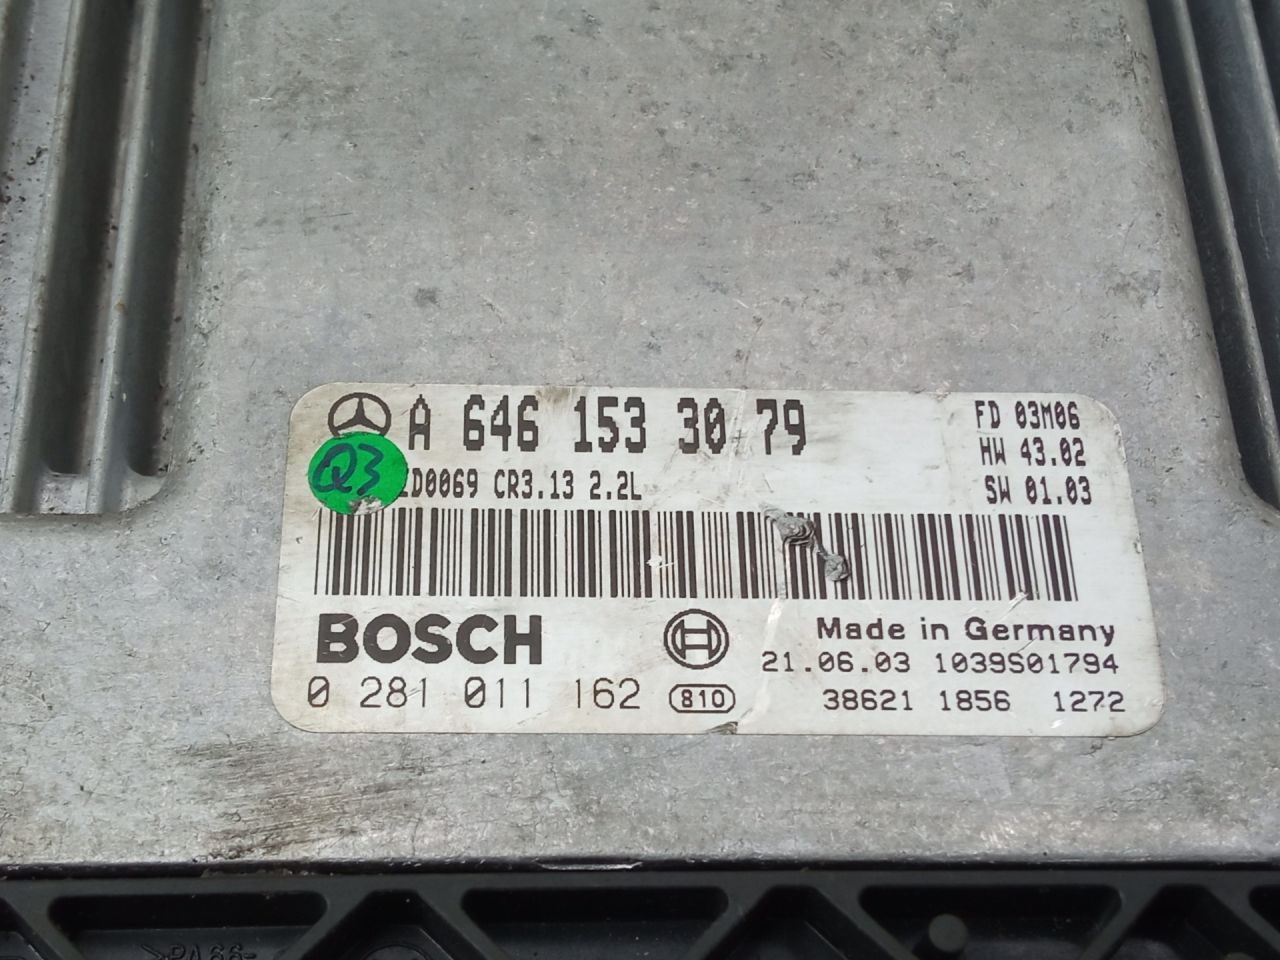 A 646 153 30 79
FD 03M06
HW 43.02
SW 01.03
Q3
CR3.13 2.2L
BOSCH
0 281 011 162
810
Made in Germany
21.06.03 1039S01794
38621 1856 1272
>PA66-